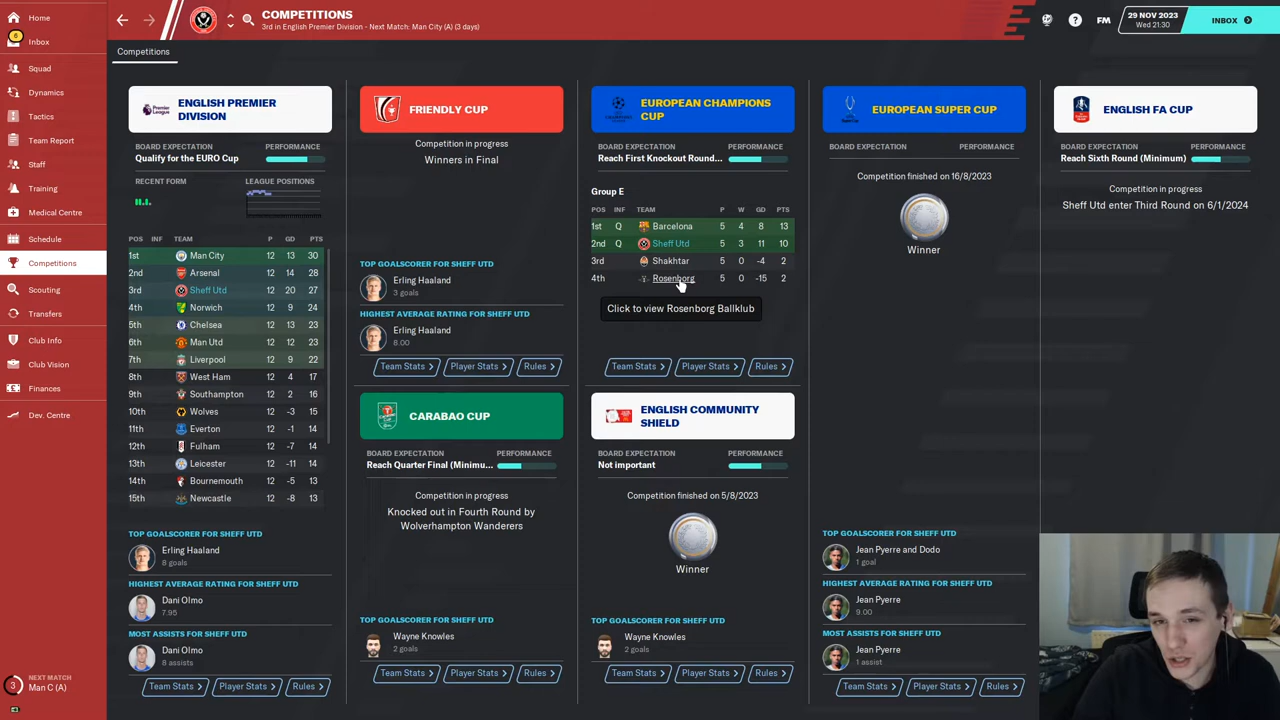 Home
6
Inbox
Squad
Dynamics
Tactics
Team Report
Staff
Training
Medical Centre
Schedule
Competitions
Scouting
Transfers
Club Info
Club Vision
Finances
Dev. Centre
3
NEXT MATCH
Man C (A)
COMPETITIONS
3rd in English Premier Division - Next Match: Man City (A) (3 days)
?
FM
29 NOV 2023
Wed 21:30
INBOX
Competitions
Premier League
ENGLISH PREMIER
DIVISION
BOARD EXPECTATION
PERFORMANCE
Qualify for the EURO Cup
RECENT FORM
LEAGUE POSITIONS
POS INF TEAM P GD PTS
1st Man City 12 13 30
2nd Arsenal 12 14 28
3rd Sheff Utd 12 20 27
4th Norwich 12 9 24
5th Chelsea 12 13 23
6th Man Utd 12 12 23
7th Liverpool 12 9 22
8th West Ham 12 4 17
9th Southampton 12 2 16
10th Wolves 12 -3 15
11th Everton 12 -1 14
12th Fulham 12 -7 14
13th Leicester 12 -11 14
14th Bournemouth 12 -5 13
15th Newcastle 12 -8 13
TOP GOALSCORER FOR SHEFF UTD
Erling Haaland
8 goals
HIGHEST AVERAGE RATING FOR SHEFF UTD
Dani Olmo
7.95
MOST ASSISTS FOR SHEFF UTD
Dani Olmo
8 assists
Team Stats >
Player Stats >
Rules >
FRIENDLY CUP
Competition in progress
Winners in Final
TOP GOALSCORER FOR SHEFF UTD
Erling Haaland
3 goals
HIGHEST AVERAGE RATING FOR SHEFF UTD
Erling Haaland
8.00
Team Stats >
Player Stats >
Rules >
CARABAO CUP
BOARD EXPECTATION
PERFORMANCE
Reach Quarter Final (Minimu...
Competition in progress
Knocked out in Fourth Round by
Wolverhampton Wanderers
TOP GOALSCORER FOR SHEFF UTD
Wayne Knowles
2 goals
Team Stats >
Player Stats >
Rules >
EUROPEAN CHAMPIONS
CUP
BOARD EXPECTATION
PERFORMANCE
Reach First Knockout Round...
Group E
POS INF TEAM P W GD PTS
1st Q Barcelona 5 4 8 13
2nd Q Sheff Utd 5 3 11 10
3rd Shakhtar 5 0 -4 2
4th Rosenborg 5 0 -15 2
Click to view Rosenborg Ballklub
Team Stats >
Player Stats >
Rules >
ENGLISH COMMUNITY
SHIELD
BOARD EXPECTATION
PERFORMANCE
Not important
Competition finished on 5/8/2023
Winner
TOP GOALSCORER FOR SHEFF UTD
Wayne Knowles
2 goals
Team Stats >
Player Stats >
Rules >
EUROPEAN SUPER CUP
BOARD EXPECTATION
PERFORMANCE
Competition finished on 16/8/2023
Winner
TOP GOALSCORER FOR SHEFF UTD
Jean Pyerre and Dodo
1 goal
HIGHEST AVERAGE RATING FOR SHEFF UTD
Jean Pyerre
9.00
MOST ASSISTS FOR SHEFF UTD
Jean Pyerre
1 assist
Team Stats >
Player Stats >
Rules >
ENGLISH FA CUP
BOARD EXPECTATION
PERFORMANCE
Reach Sixth Round (Minimum)
Competition in progress
Sheff Utd enter Third Round on 6/1/2024